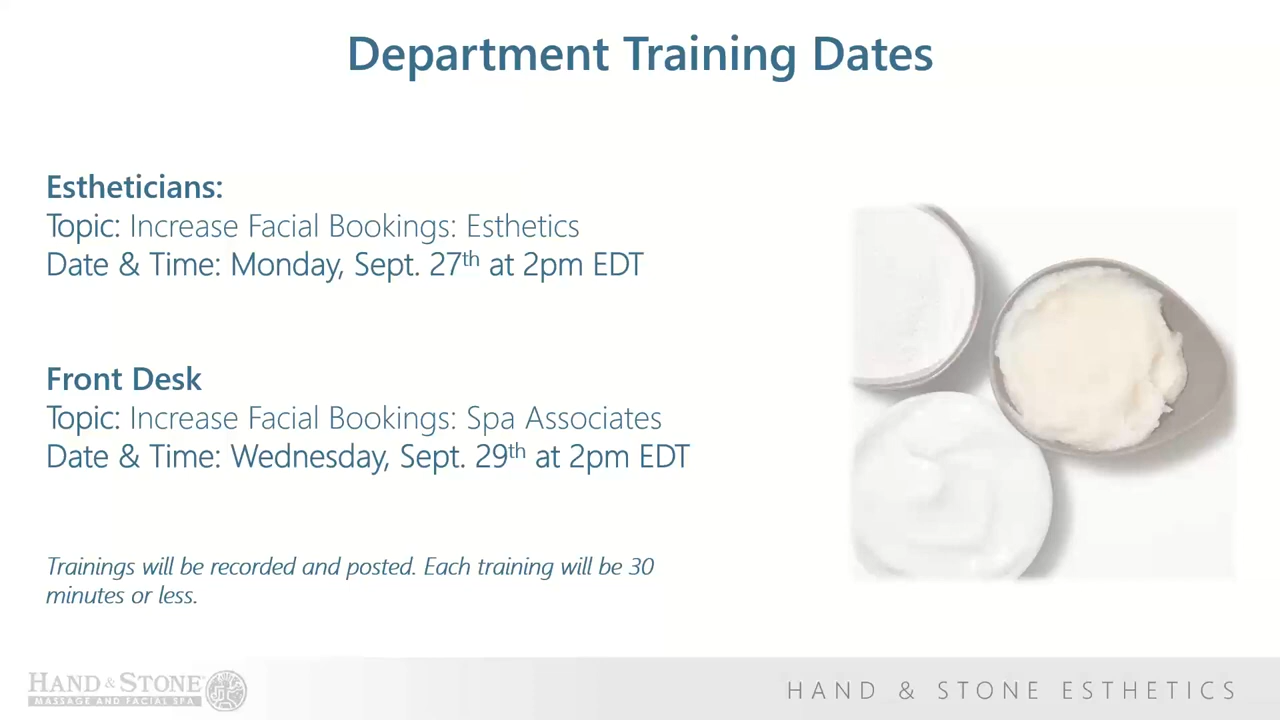 Department Training Dates
Estheticians:
Topic: Increase Facial Bookings: Esthetics
Date & Time: Monday, Sept. 27th at 2pm EDT
Front Desk
Topic: Increase Facial Bookings: Spa Associates
Date & Time: Wednesday, Sept. 29th at 2pm EDT
Trainings will be recorded and posted. Each training will be 30
minutes or less.
HAND & STONE®
MASSAGE AND FACIAL SPA
HAND & STONE ESTHETICS